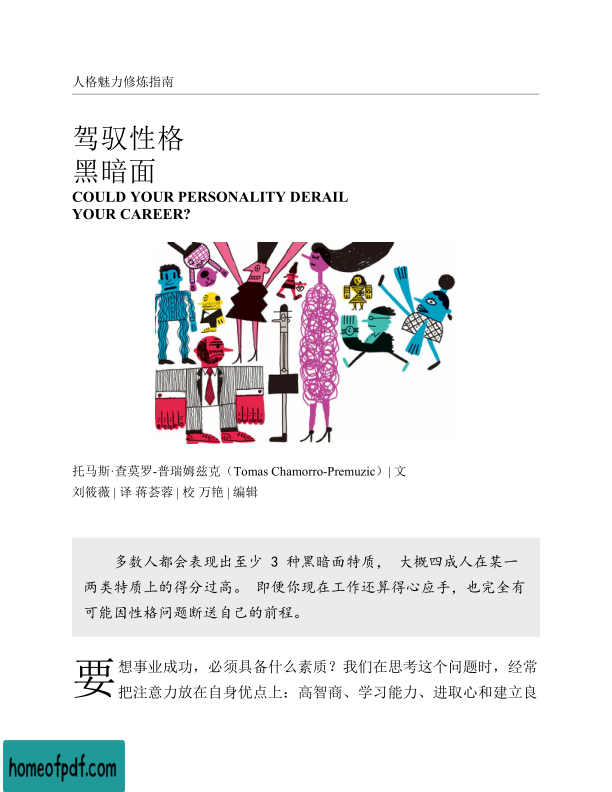 人格魅力修炼指南
驾驭性格
黑暗面
COULD YOUR PERSONALITY DERAIL
YOUR CAREER?
托马斯·查莫罗-普瑞姆兹克（Tomas Chamorro-Premuzic）| 文
刘筱薇 | 译 蒋荟蓉 | 校 万艳 | 编辑
多数人都会表现出至少 3 种黑暗面特质， 大概四成人在某一
两类特质上的得分过高。 即便你现在工作还算得心应手，也完全有
可能因性格问题断送自己的前程。
要想事业成功，必须具备什么素质？我们在思考这个问题时，经常
把注意力放在自身优点上：高智商、学习能力、进取心和建立良
homeofpdf.com